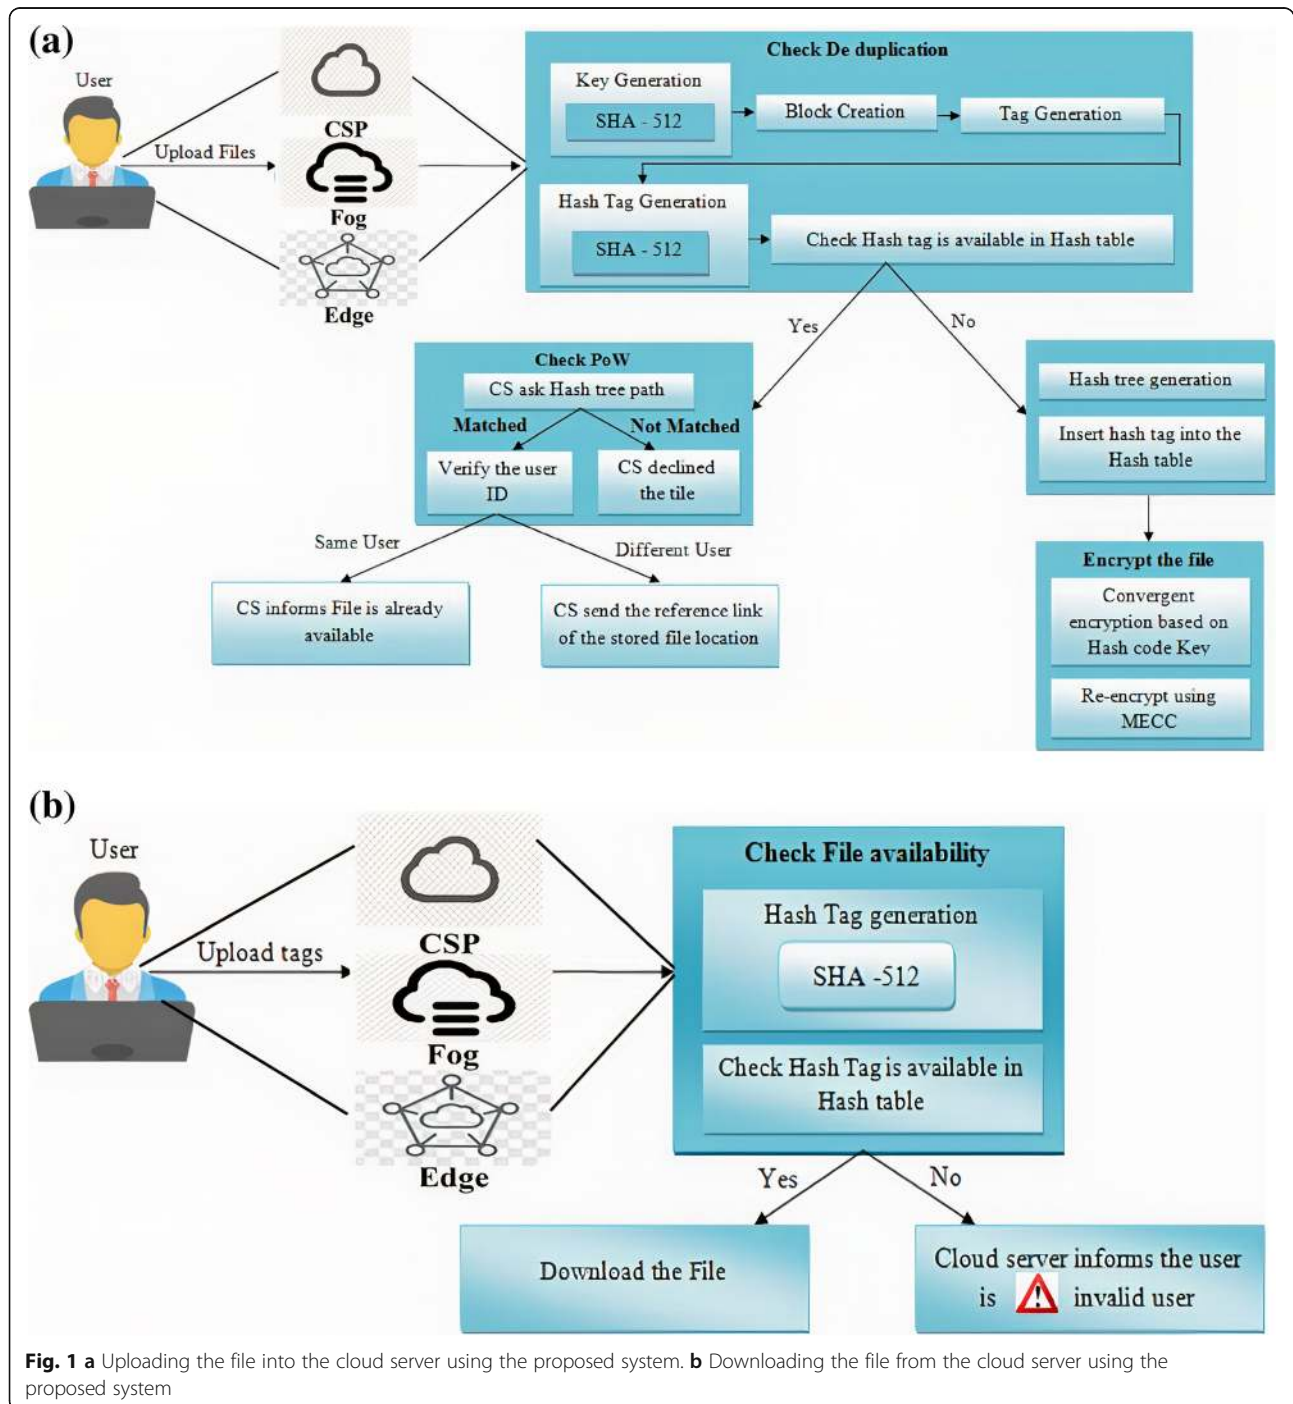 (a)
User
Upload Files
CSP
Fog
Edge
Check De duplication
Key Generation
SHA - 512
Block Creation
Tag Generation
Hash Tag Generation
SHA - 512
Check Hash tag is available in Hash table
Yes
No
Check PoW
CS ask Hash tree path
Matched
Not Matched
Verify the user
ID
CS declined
the tile
Same User
Different User
CS informs File is already
available
CS send the reference link
of the stored file location
Hash tree generation
Insert hash tag into the
Hash table
Encrypt the file
Convergent
encryption based on
Hash code Key
Re-encrypt using
MECC
(b)
User
Upload tags
CSP
Fog
Edge
Check File availability
Hash Tag generation
SHA -512
Check Hash Tag is available in
Hash table
Yes
No
Download the File
Cloud server informs the user
is ! invalid user
Fig. 1 a Uploading the file into the cloud server using the proposed system. b Downloading the file from the cloud server using the
proposed system